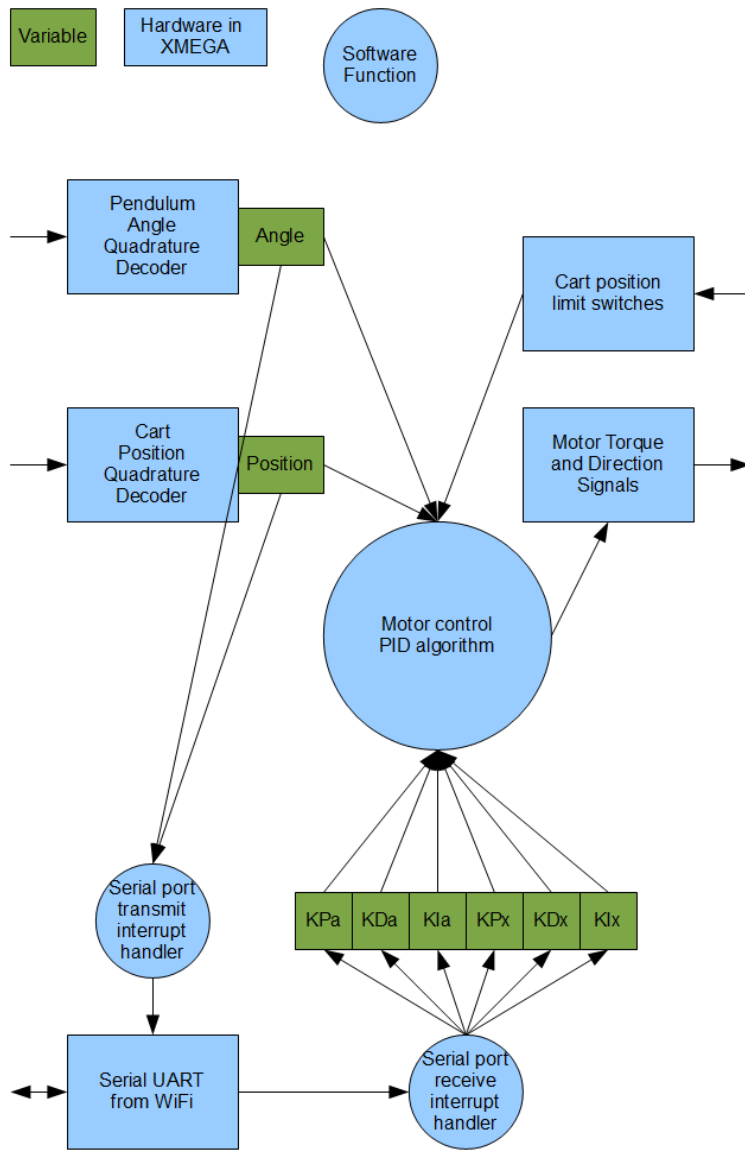 Variable
Hardware in
XMEGA
Software
Function
Pendulum
Angle
Quadrature
Decoder
Angle
Cart position
limit switches
Cart
Position
Quadrature
Decoder
Position
Motor Torque
and Direction
Signals
Motor control
PID algorithm
Serial port
transmit
interrupt
handler
KPa
KDa
KIa
KPx
KDx
KIx
Serial UART
from WiFi
Serial port
receive
interrupt
handler